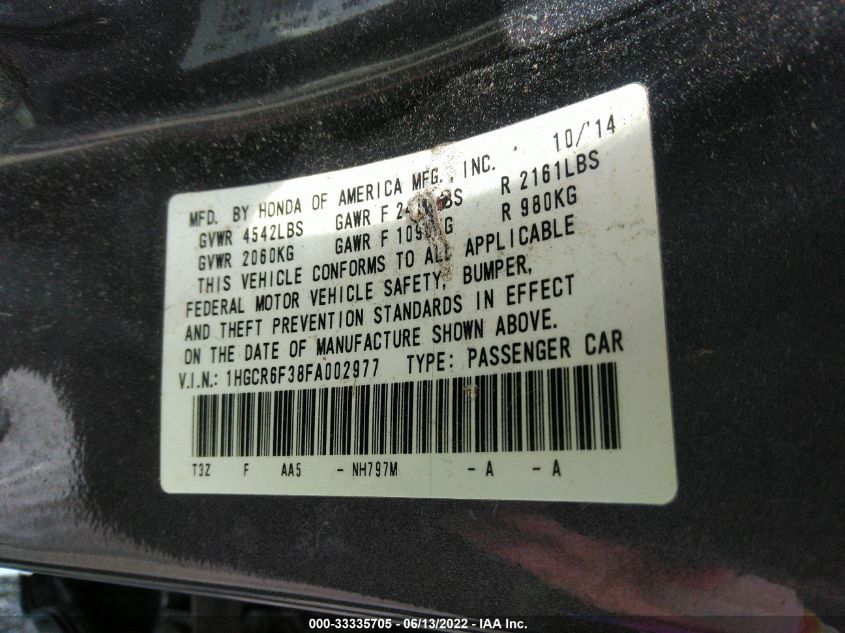 MFD. BY HONDA OF AMERICA MFG., INC. 10/'14
GVWR 4542LBS GAWR F R 2161LBS
GVWR 2060KG GAWR F R 980KG
THIS VEHICLE CONFORMS TO ALL APPLICABLE
FEDERAL MOTOR VEHICLE SAFETY, BUMPER,
AND THEFT PREVENTION STANDARDS IN EFFECT
ON THE DATE OF MANUFACTURE SHOWN ABOVE.
V.I.N.: 1HGCR6F38FA002977 TYPE: PASSENGER CAR
T3Z F AA5 - NH797M - A - A
000-33335705 - 06/13/2022 - IAA Inc.